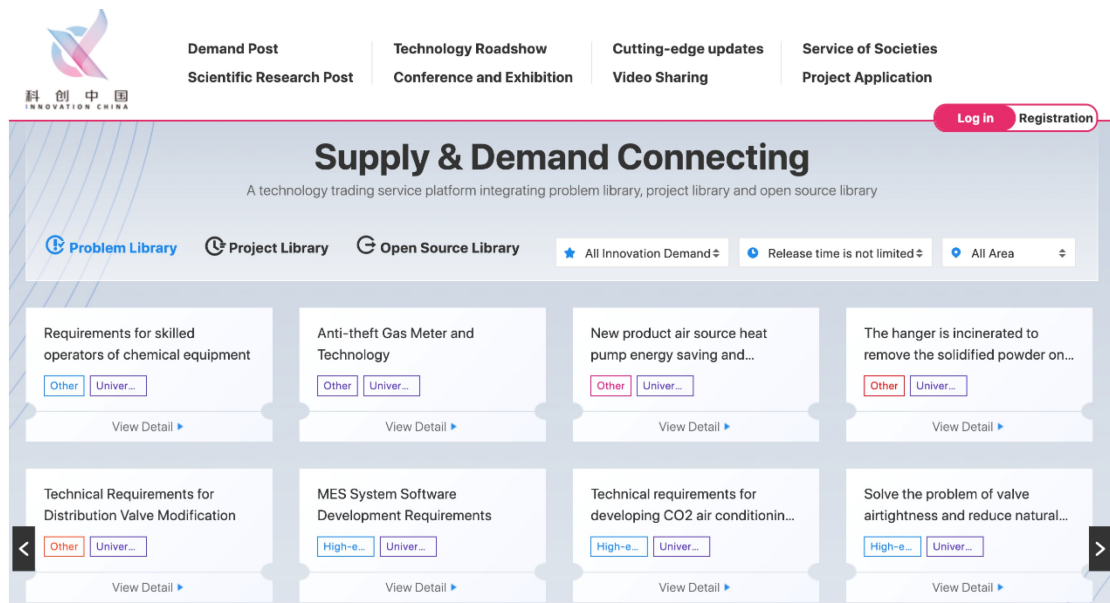 Demand Post
Technology Roadshow
Cutting-edge updates
Service of Societies
Scientific Research Post
Conference and Exhibition
Video Sharing
Project Application
科创中国
INNOVATION CHINA
Log in
Registration
Supply & Demand Connecting
A technology trading service platform integrating problem library, project library and open source library
Problem Library
Project Library
Open Source Library
All Innovation Demand
Release time is not limited
All Area
Requirements for skilled
operators of chemical equipment
Other
Univer...
View Detail
Anti-theft Gas Meter and
Technology
Other
Univer...
View Detail
New product air source heat
pump energy saving and...
Other
Univer...
View Detail
The hanger is incinerated to
remove the solidified powder on...
Other
Univer...
View Detail
Technical Requirements for
Distribution Valve Modification
Other
Univer...
View Detail
MES System Software
Development Requirements
High-e...
Univer...
View Detail
Technical requirements for
developing CO2 air conditionin...
High-e...
Univer...
View Detail
Solve the problem of valve
airtightness and reduce natural...
High-e...
Univer...
View Detail